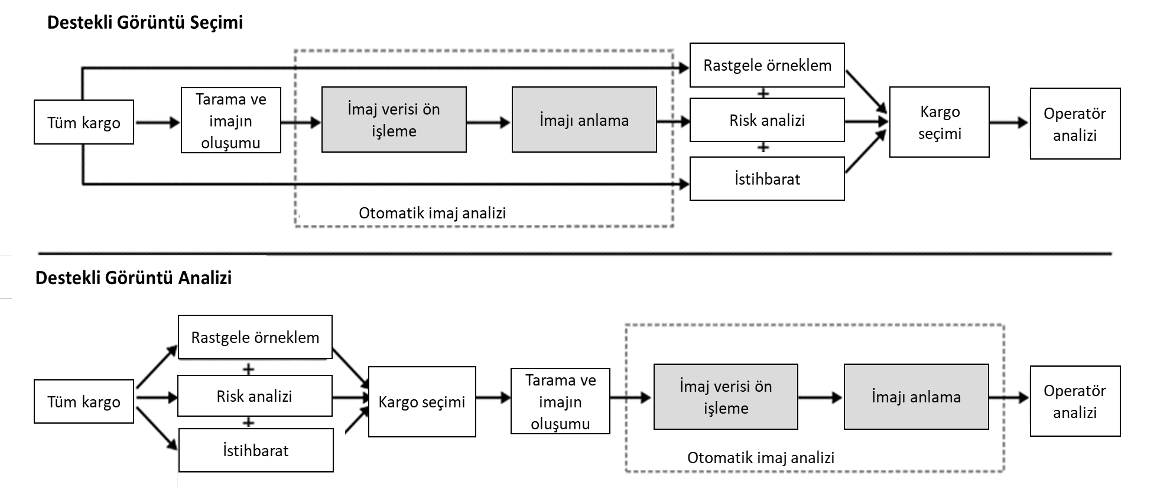 Destekli Görüntü Seçimi
Tüm kargo
Tarama ve
imajın
oluşumu
İmaj verisi ön
işleme
İmajı anlama
Otomatik imaj analizi
Rastgele örneklem
+
Risk analizi
+
İstihbarat
Kargo
seçimi
Operatör
analizi
Destekli Görüntü Analizi
Tüm kargo
Rastgele örneklem
+
Risk analizi
+
İstihbarat
Kargo seçimi
Tarama ve
imajın
oluşumu
İmaj verisi ön
işleme
İmajı anlama
Otomatik imaj analizi
Operatör
analizi